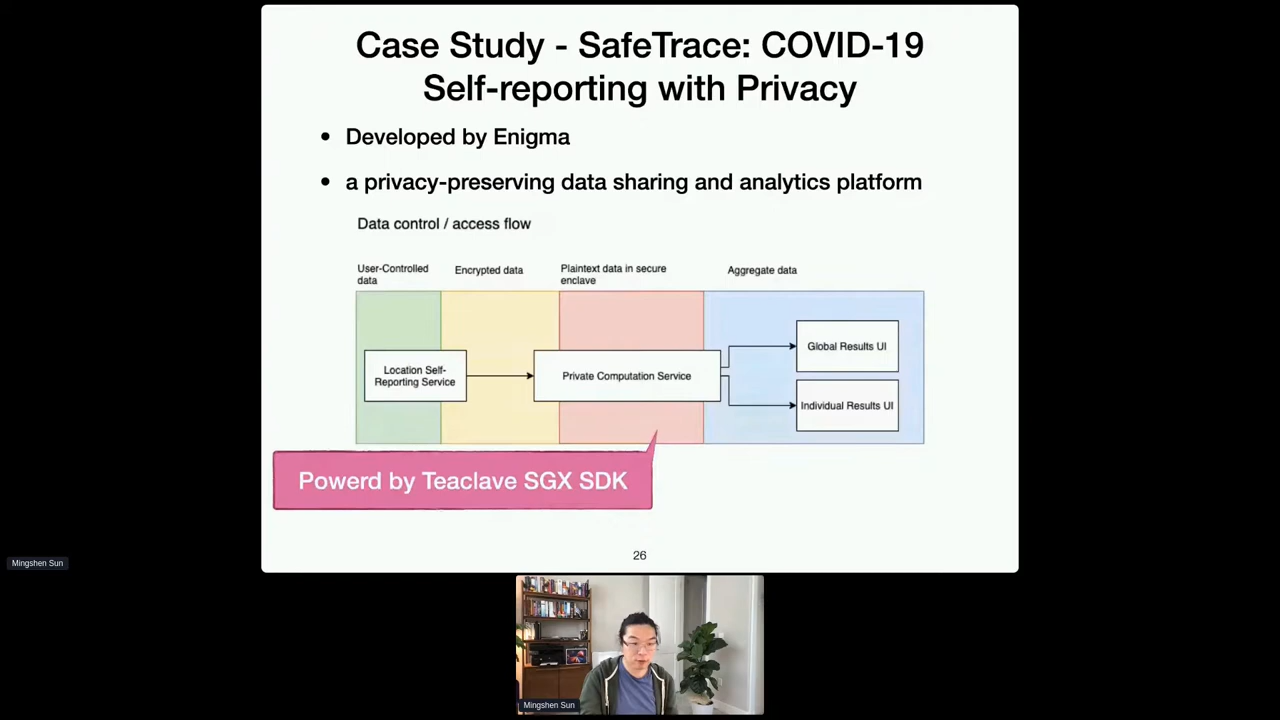 Case Study - SafeTrace: COVID-19
Self-reporting with Privacy
• Developed by Enigma
• a privacy-preserving data sharing and analytics platform
Data control / access flow
User-Controlled
data
Encrypted data
Plaintext data in secure
enclave
Aggregate data
Location Self-
Reporting Service
Private Computation Service
Global Results UI
Individual Results UI
Powerd by Teaclave SGX SDK
26
Mingshen Sun
Mingshen Sun